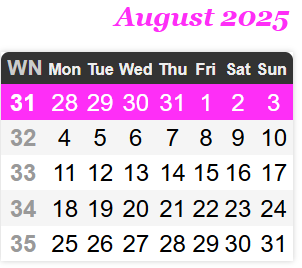 August 2025
WN Mon Tue Wed Thu Fri Sat Sun
31 28 29 30 31 1 2 3
32 4 5 6 7 8 9 10
33 11 12 13 14 15 16 17
34 18 19 20 21 22 23 24
35 25 26 27 28 29 30 31